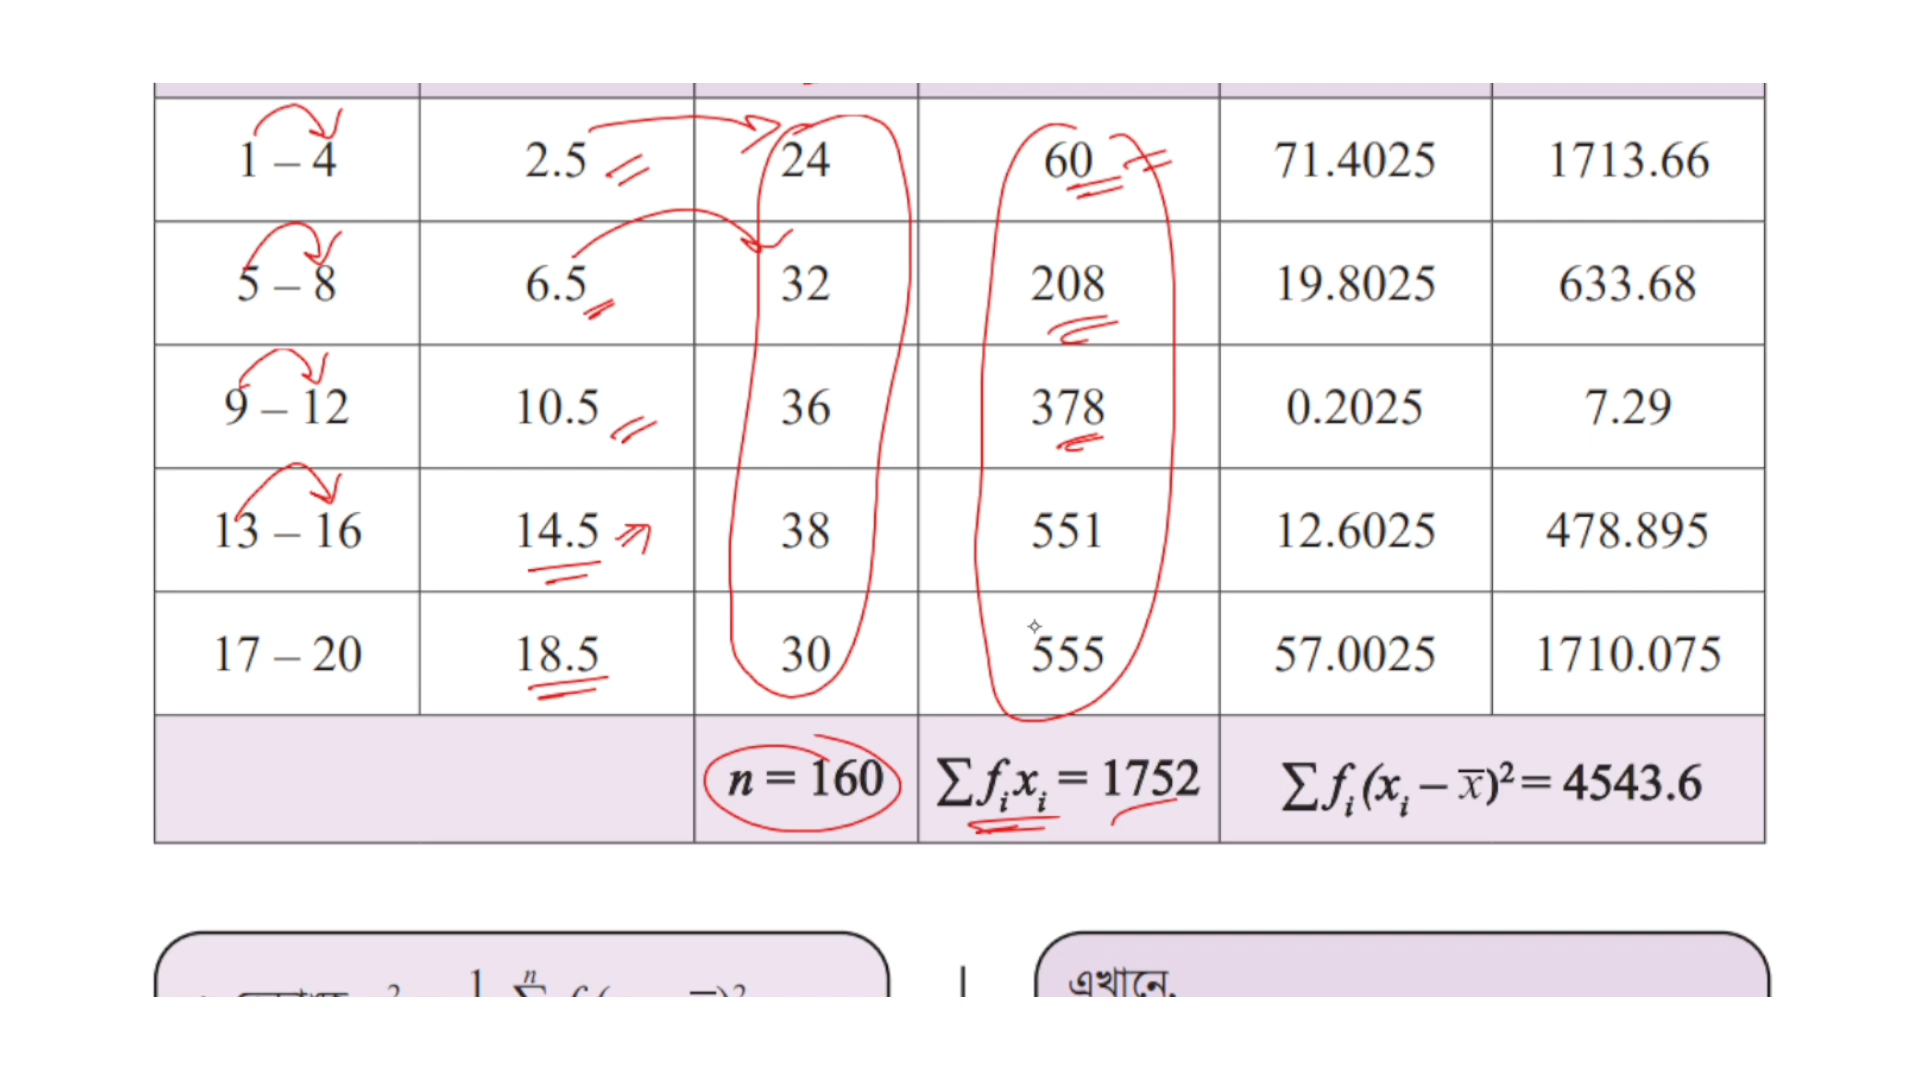 1 – 4 2.5 24 60 71.4025 1713.66
5 – 8 6.5 32 208 19.8025 633.68
9 – 12 10.5 36 378 0.2025 7.29
13 – 16 14.5 38 551 12.6025 478.895
17 – 20 18.5 30 555 57.0025 1710.075
n = 160 ∑fᵢxᵢ = 1752 ∑fᵢ(xᵢ – x̅)² = 4543.6
এখানে,